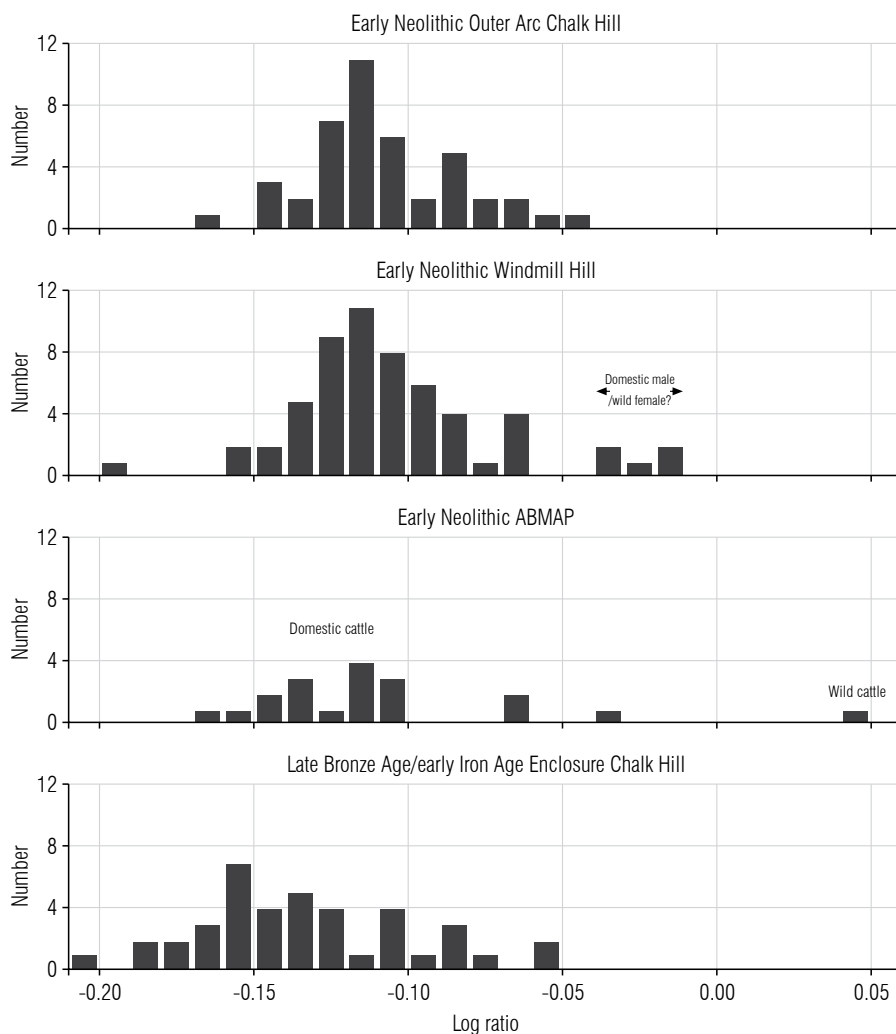 Early Neolithic Outer Arc Chalk Hill
12
8
4
0
Number
Early Neolithic Windmill Hill
12
8
4
0
Number
Domestic male
/wild female?
Early Neolithic ABMAP
12
8
4
0
Number
Domestic cattle
Wild cattle
Late Bronze Age/early Iron Age Enclosure Chalk Hill
12
8
4
0
Number
-0.20 -0.15 -0.10 -0.05 0.00 0.05
Log ratio